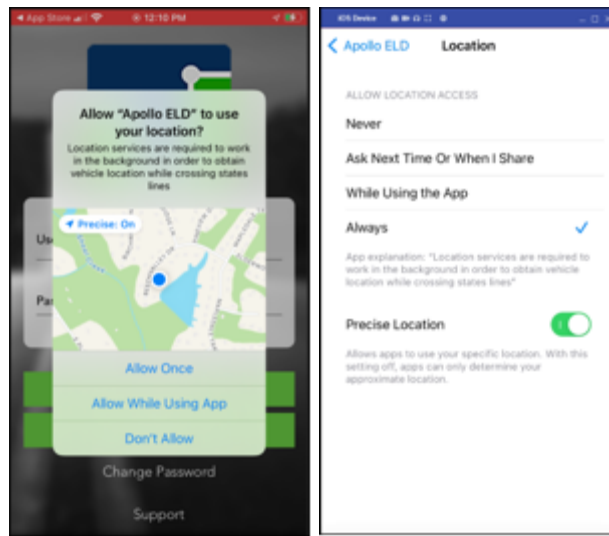 App Store
12:10 PM
Allow “Apollo ELD” to use
your location?
Location services are required to work
in the background in order to obtain
vehicle location while crossing states
lines
Precise: On
Use
Pas
Allow Once
Allow While Using App
Don't Allow
Change Password
Support
iOS Device
Apollo ELD
Location
ALLOW LOCATION ACCESS
Never
Ask Next Time Or When I Share
While Using the App
Always
App explanation: “Location services are required to
work in the background in order to obtain vehicle
location while crossing states lines”
Precise Location
Allows apps to use your specific location. With this
setting off, apps can only determine your
approximate location.